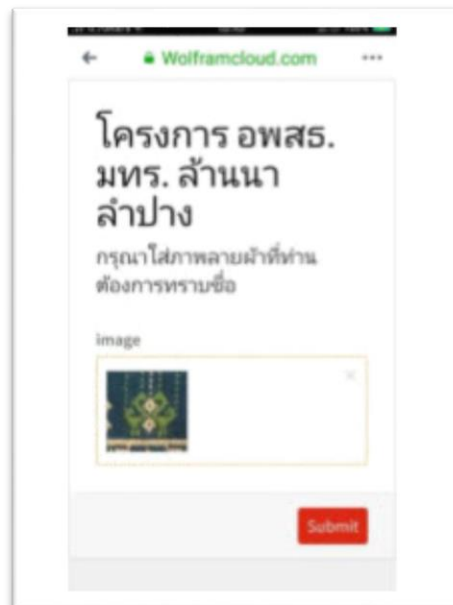 Wolframcloud.com
โครงการ อพสธ.
มทร. ล้านนา
ลำปาง
กรุณาใส่ภาพลายผ้าที่ท่าน
ต้องการทราบชื่อ
image
Submit